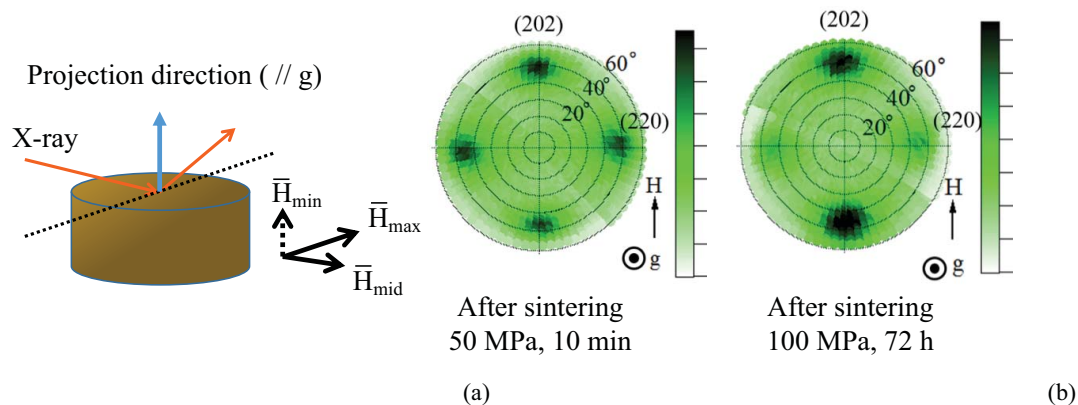 Projection direction ( // g)
X-ray
H̅min
H̅max
H̅mid
(202)
60°
40°
20°
(220)
H
g
After sintering
50 MPa, 10 min
(202)
60°
40°
20°
(220)
H
g
After sintering
100 MPa, 72 h
(a)
(b)